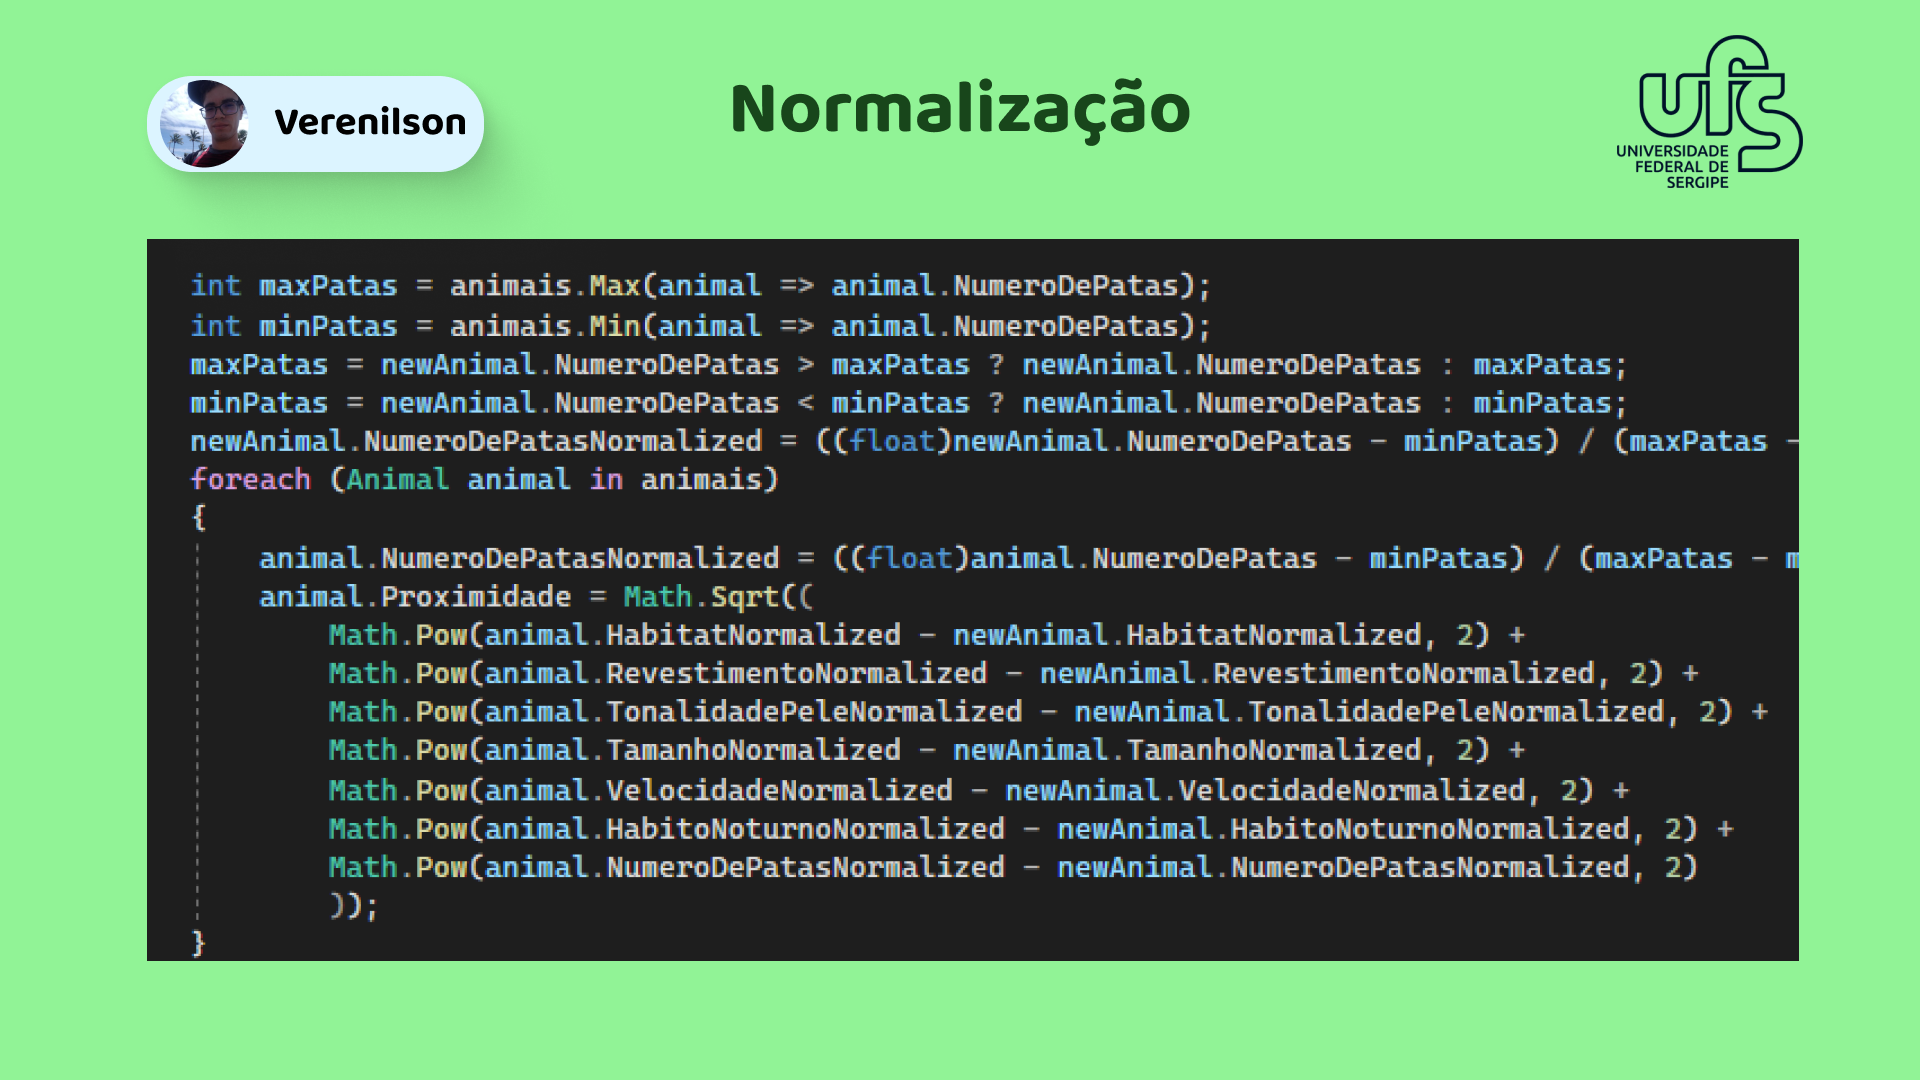 Verenilson
Normalização
ufs
UNIVERSIDADE
FEDERAL DE
SERGIPE
int maxPatas = animais.Max(animal => animal.NumeroDePatas);
int minPatas = animais.Min(animal => animal.NumeroDePatas);
maxPatas = newAnimal.NumeroDePatas > maxPatas ? newAnimal.NumeroDePatas : maxPatas;
minPatas = newAnimal.NumeroDePatas < minPatas ? newAnimal.NumeroDePatas : minPatas;
newAnimal.NumeroDePatasNormalized = ((float)newAnimal.NumeroDePatas - minPatas) / (maxPatas -
foreach (Animal animal in animais)
{
animal.NumeroDePatasNormalized = ((float)animal.NumeroDePatas - minPatas) / (maxPatas - m
animal.Proximidade = Math.Sqrt((
Math.Pow(animal.HabitatNormalized - newAnimal.HabitatNormalized, 2) +
Math.Pow(animal.RevestimentoNormalized - newAnimal.RevestimentoNormalized, 2) +
Math.Pow(animal.TonalidadePeleNormalized - newAnimal.TonalidadePeleNormalized, 2) +
Math.Pow(animal.TamanhoNormalized - newAnimal.TamanhoNormalized, 2) +
Math.Pow(animal.VelocidadeNormalized - newAnimal.VelocidadeNormalized, 2) +
Math.Pow(animal.HabitoNoturnoNormalized - newAnimal.HabitoNoturnoNormalized, 2) +
Math.Pow(animal.NumeroDePatasNormalized - newAnimal.NumeroDePatasNormalized, 2)
));
}